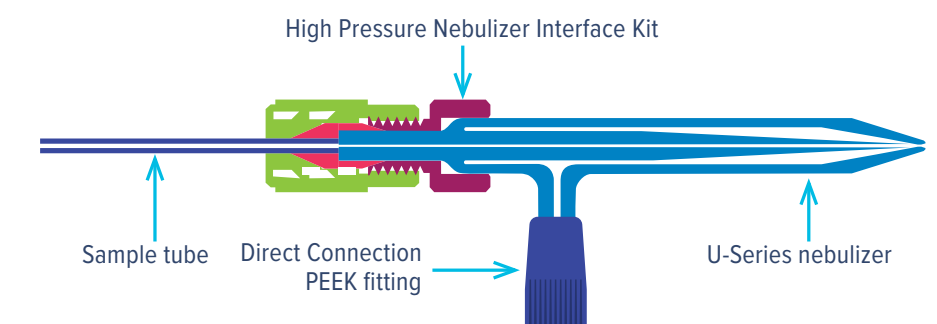 High Pressure Nebulizer Interface Kit
Sample tube
Direct Connection
PEEK fitting
U-Series nebulizer